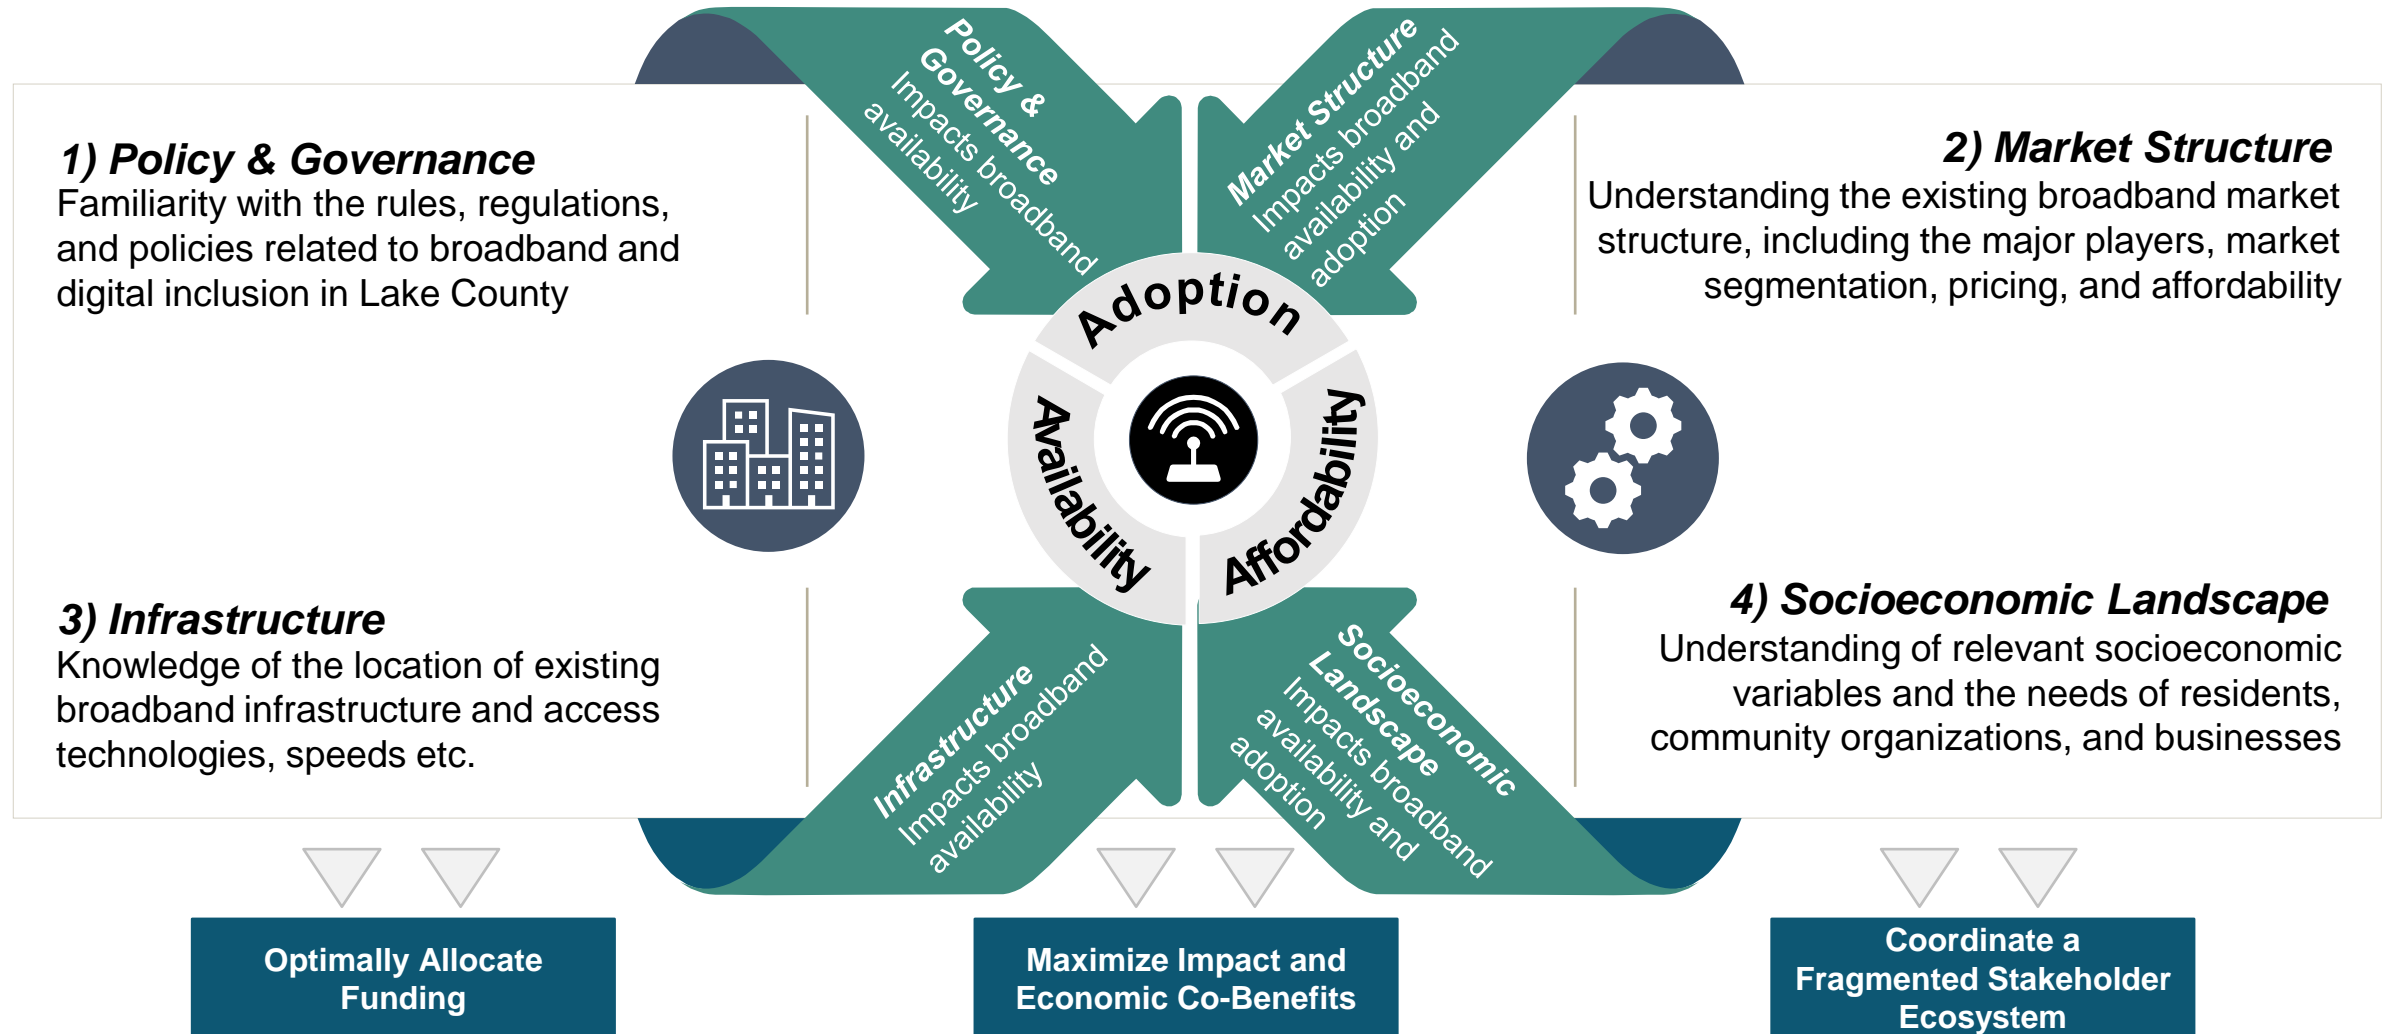 Policy &
Governance
Impacts broadband
availability
Market Structure
Impacts broadband
availability and
adoption
1) Policy & Governance
Familiarity with the rules, regulations,
and policies related to broadband and
digital inclusion in Lake County
2) Market Structure
Understanding the existing broadband market
structure, including the major players, market
segmentation, pricing, and affordability
Adoption
Availability
Affordability
3) Infrastructure
Knowledge of the location of existing
broadband infrastructure and access
technologies, speeds etc.
4) Socioeconomic Landscape
Understanding of relevant socioeconomic
variables and the needs of residents,
community organizations, and businesses
Infrastructure
Impacts broadband
availability
Socioeconomic
Landscape
Impacts broadband
availability and
adoption
Optimally Allocate
Funding
Maximize Impact and
Economic Co-Benefits
Coordinate a
Fragmented Stakeholder
Ecosystem